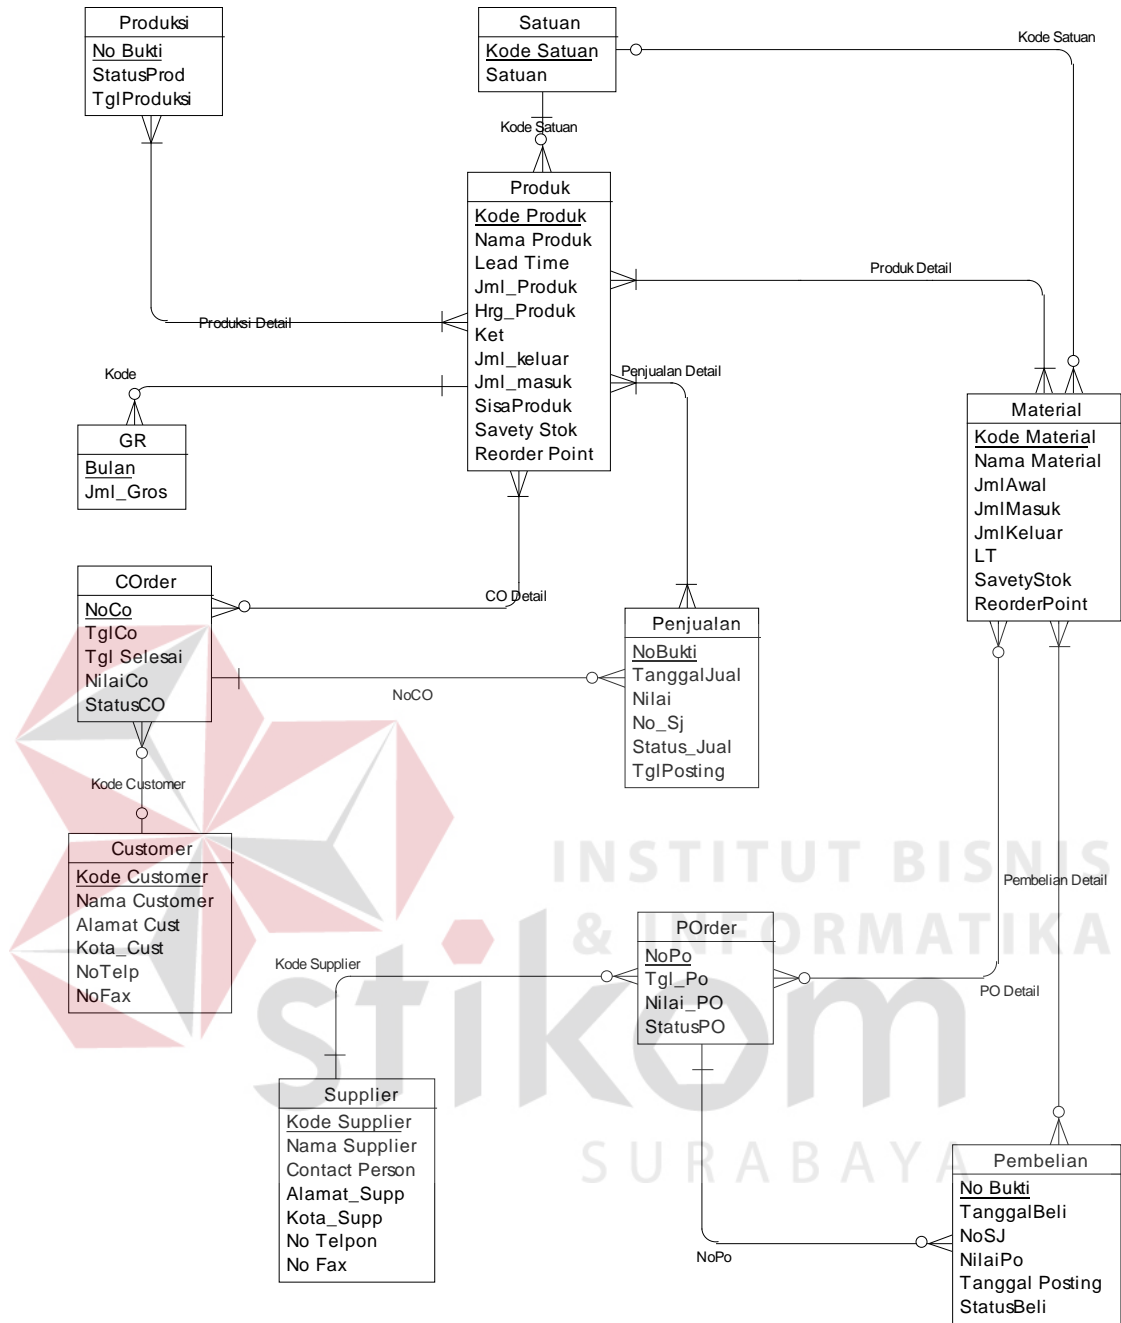 Produksi
No Bukti
StatusProd
TglProduksi
Satuan
Kode Satuan
Satuan
Kode Satuan
Kode Satuan
Produk
Kode Produk
Nama Produk
Lead Time
Jml_Produk
Hrg_Produk
Ket
Jml_keluar
Jml_masuk
SisaProduk
Savety Stok
Reorder Point
Produk Detail
Produksi Detail
Kode
Penjualan Detail
GR
Bulan
Jml_Gros
Material
Kode Material
Nama Material
JmlAwal
JmlMasuk
JmlKeluar
LT
SavetyStok
ReorderPoint
COrder
NoCo
TglCo
Tgl Selesai
NilaiCo
StatusCO
CO Detail
Penjualan
NoBukti
TanggalJual
Nilai
No_Sj
Status_Jual
TglPosting
NoCO
Kode Customer
Customer
Kode Customer
Nama Customer
Alamat Cust
Kota_Cust
NoTelp
NoFax
INSTITUT BISNIS
& INFORMATIKA
stikom
SURABAYA
Pembelian Detail
POrder
NoPo
Tgl_Po
Nilai_PO
StatusPO
Kode Supplier
PO Detail
Supplier
Kode Supplier
Nama Supplier
Contact Person
Alamat_Supp
Kota_Supp
No Telpon
No Fax
NoPo
Pembelian
No Bukti
TanggalBeli
NoSJ
NilaiPo
Tanggal Posting
StatusBeli